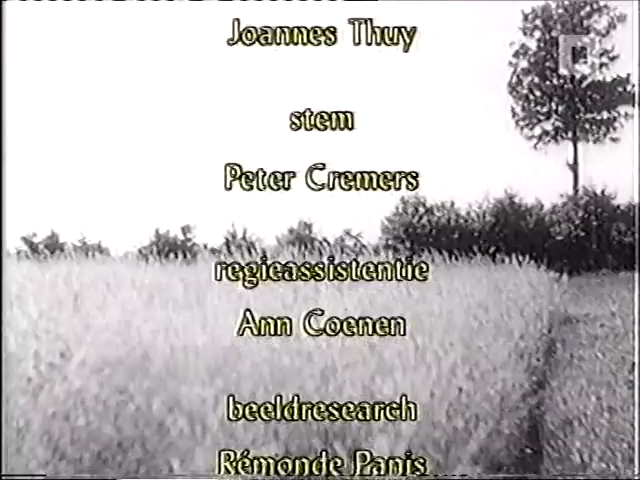 Joannes Thuy
stem
Peter Cremers
regieassistentie
Ann Coenen
beeldresearch
Rémonde Panis